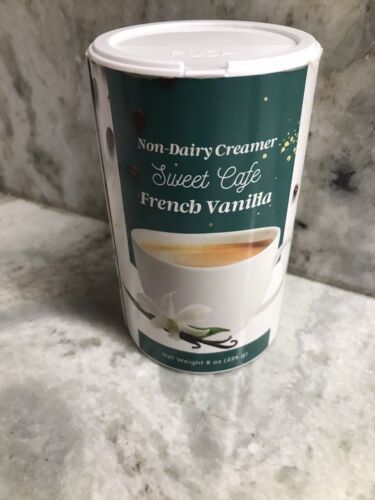 PUSH
Non-Dairy Creamer
Sweet Cafe
French Vanilla
Net Weight 8 oz (226 g)